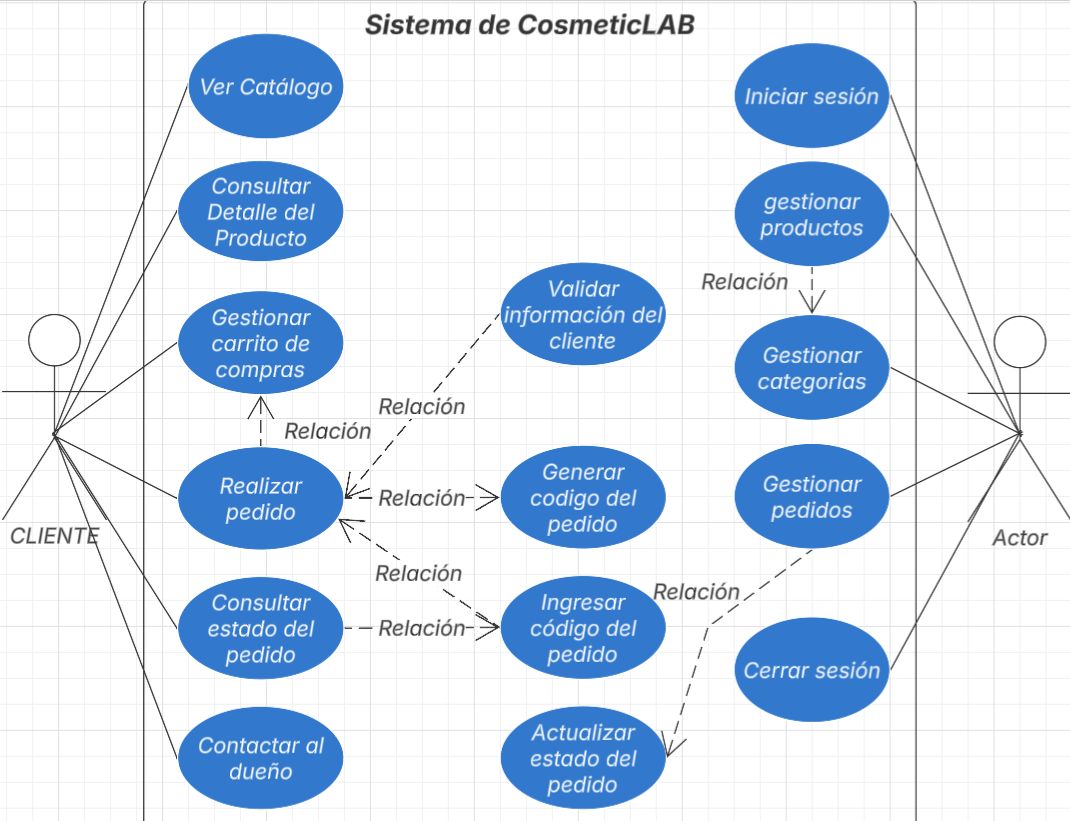 Sistema de CosmeticLAB
Ver Catálogo
Consultar
Detalle del
Producto
Gestionar
carrito de
compras
Relación
Realizar
pedido
Consultar
estado del
pedido
Contactar al
dueño
CLIENTE
Validar
información del
cliente
Relación
Relación
Generar
codigo del
pedido
Relación
Relación
Ingresar
código del
pedido
Actualizar
estado del
pedido
Iniciar sesión
gestionar
productos
Relación
Gestionar
categorias
Gestionar
pedidos
Relación
Cerrar sesión
Actor